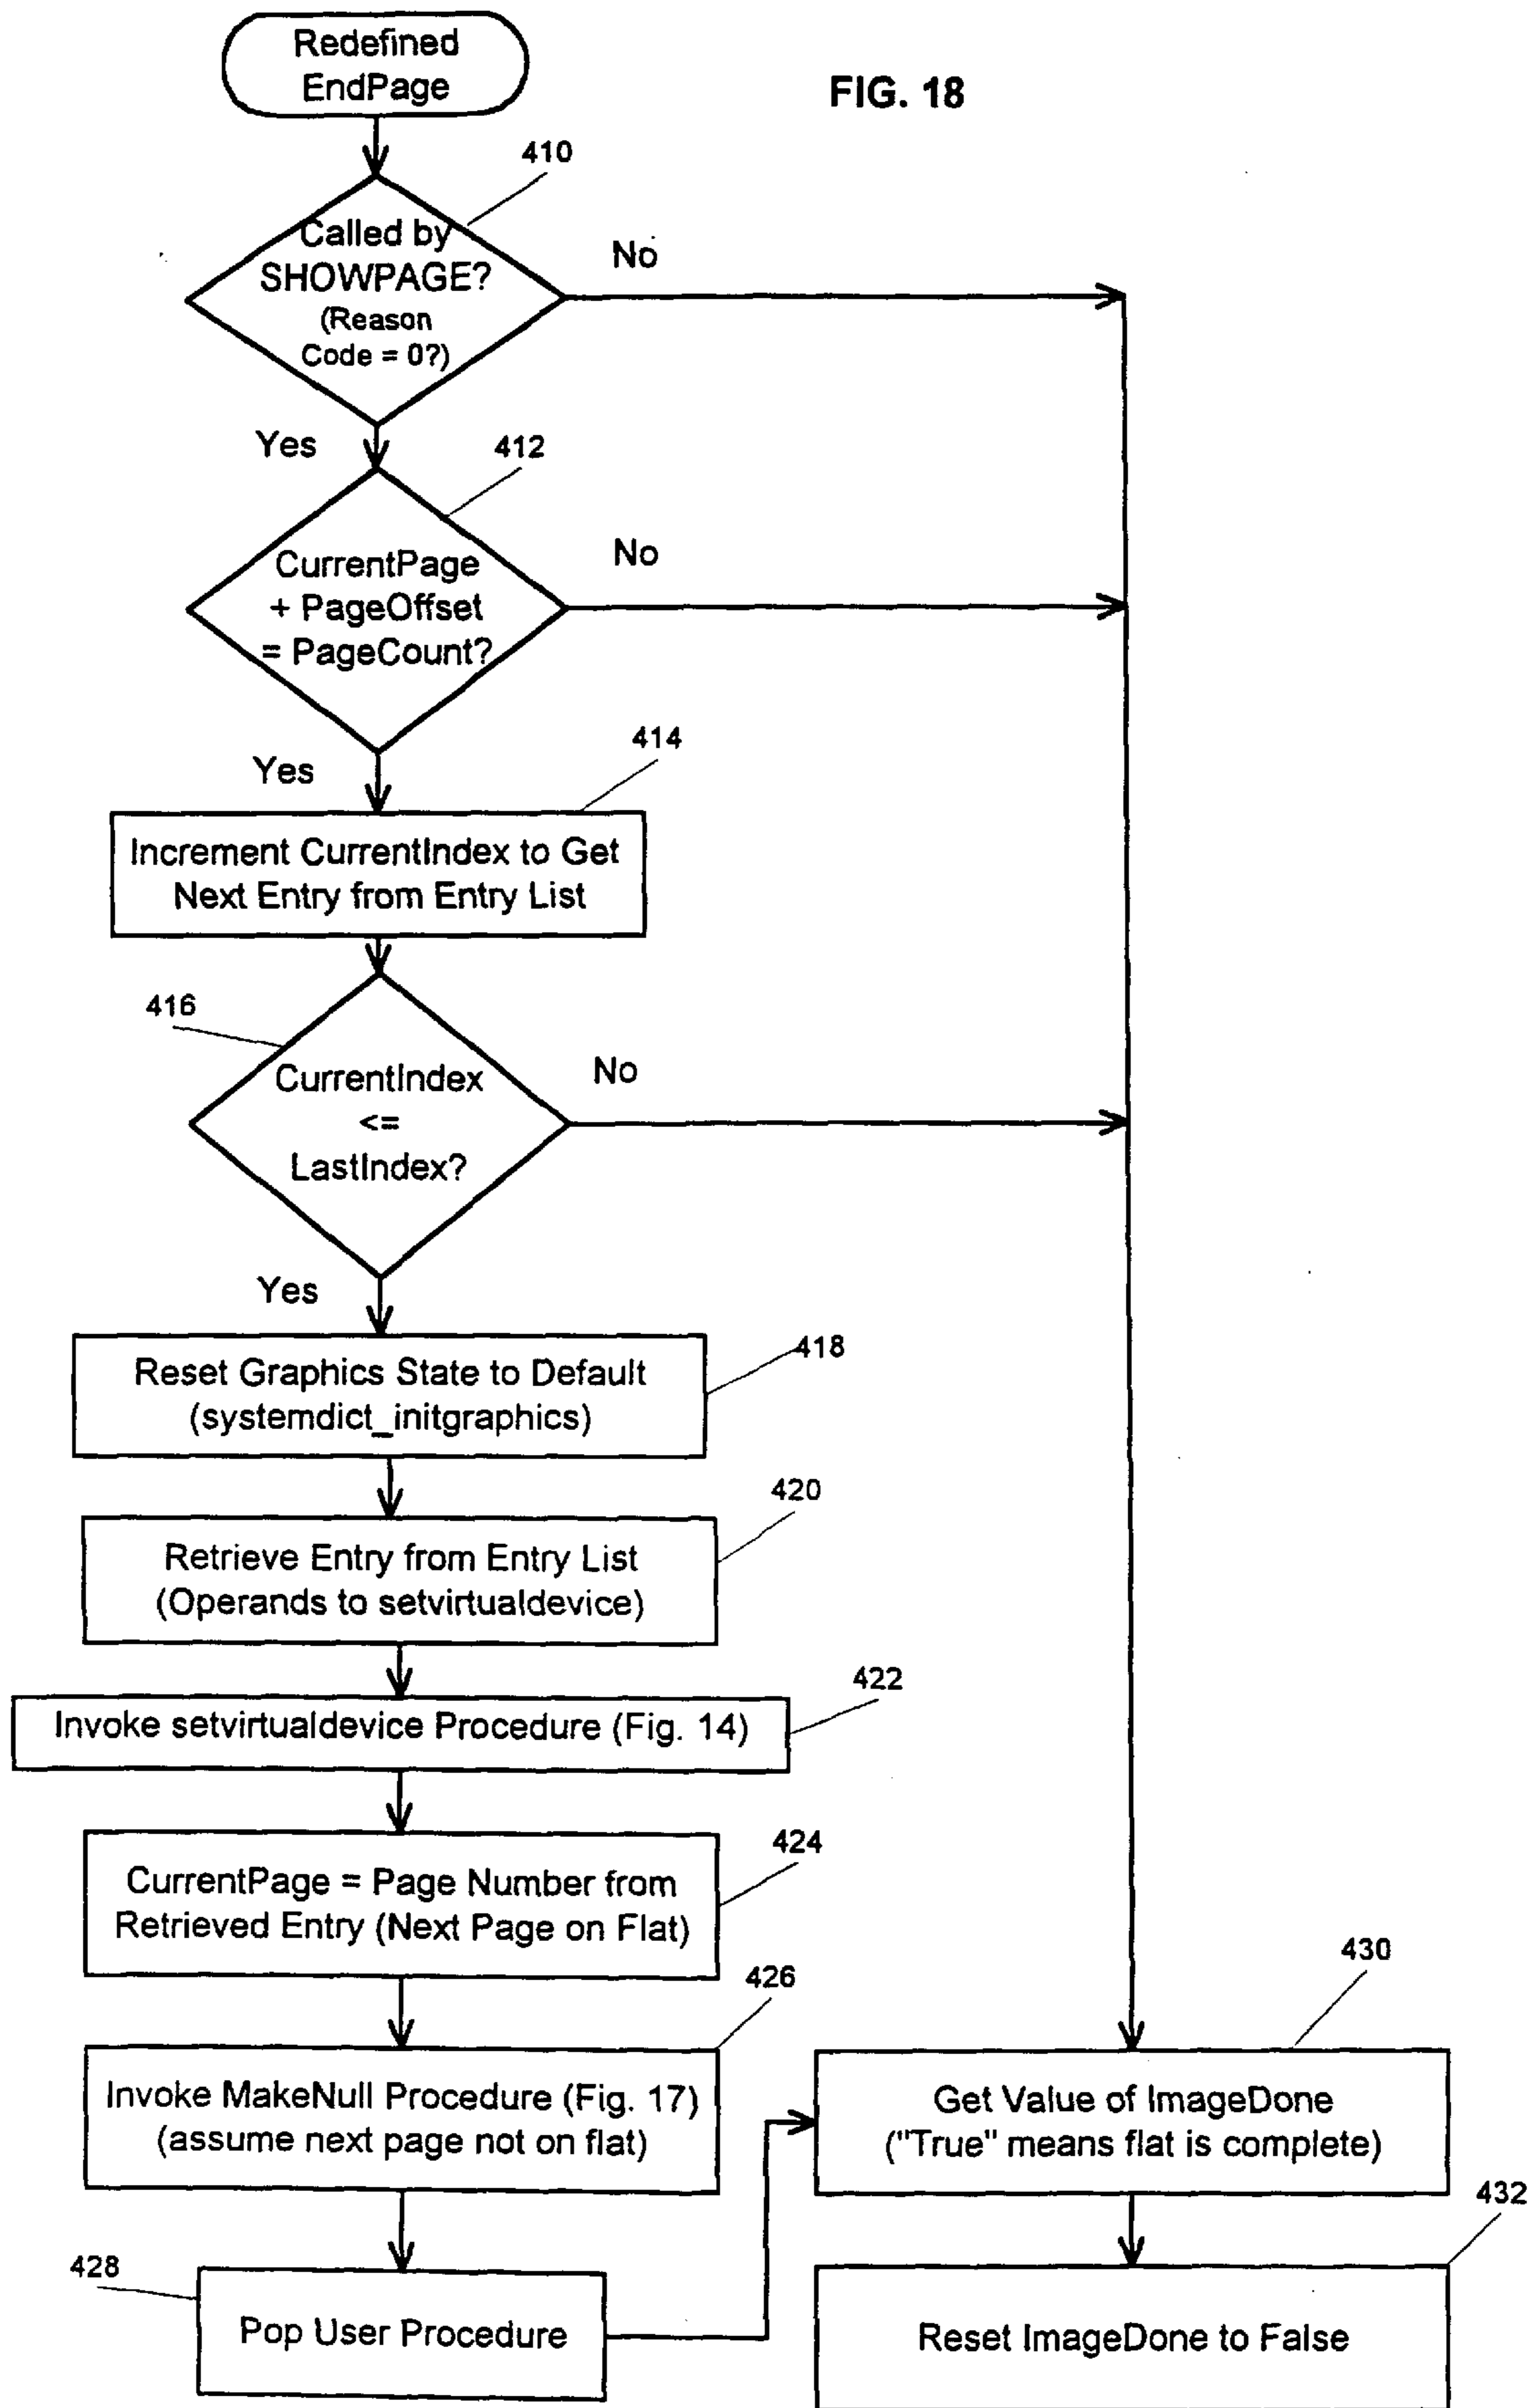 Redefined
EndPage
FIG. 18
410
Called by
SHOWPAGE?
(Reason
Code = 0?)
No
Yes
412
CurrentPage
+ PageOffset
= PageCount?
No
Yes
414
Increment CurrentIndex to Get
Next Entry from Entry List
416
CurrentIndex
<=
LastIndex?
No
Yes
418
Reset Graphics State to Default
(systemdict_initgraphics)
420
Retrieve Entry from Entry List
(Operands to setvirtualdevice)
422
Invoke setvirtualdevice Procedure (Fig. 14)
424
CurrentPage = Page Number from
Retrieved Entry (Next Page on Flat)
426
Invoke MakeNull Procedure (Fig. 17)
(assume next page not on flat)
428
Pop User Procedure
430
Get Value of ImageDone
("True" means flat is complete)
432
Reset ImageDone to False